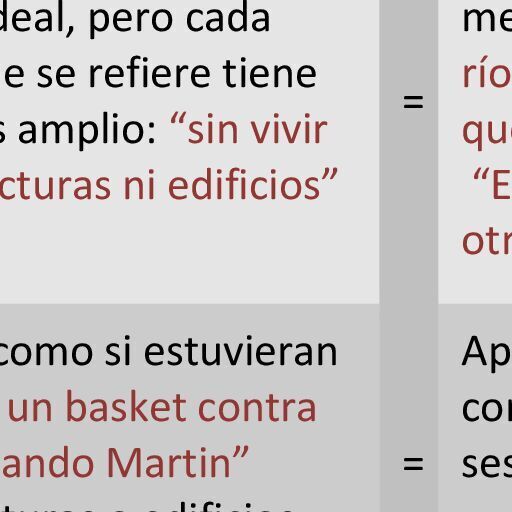 deal, pero cada
e se refiere tiene
s amplio: “sin vivir
cturas ni edificios”
=
me
río
que
“E
otr
como si estuvieran
un basket contra
ando Martin”
=
Ap
cor
ses